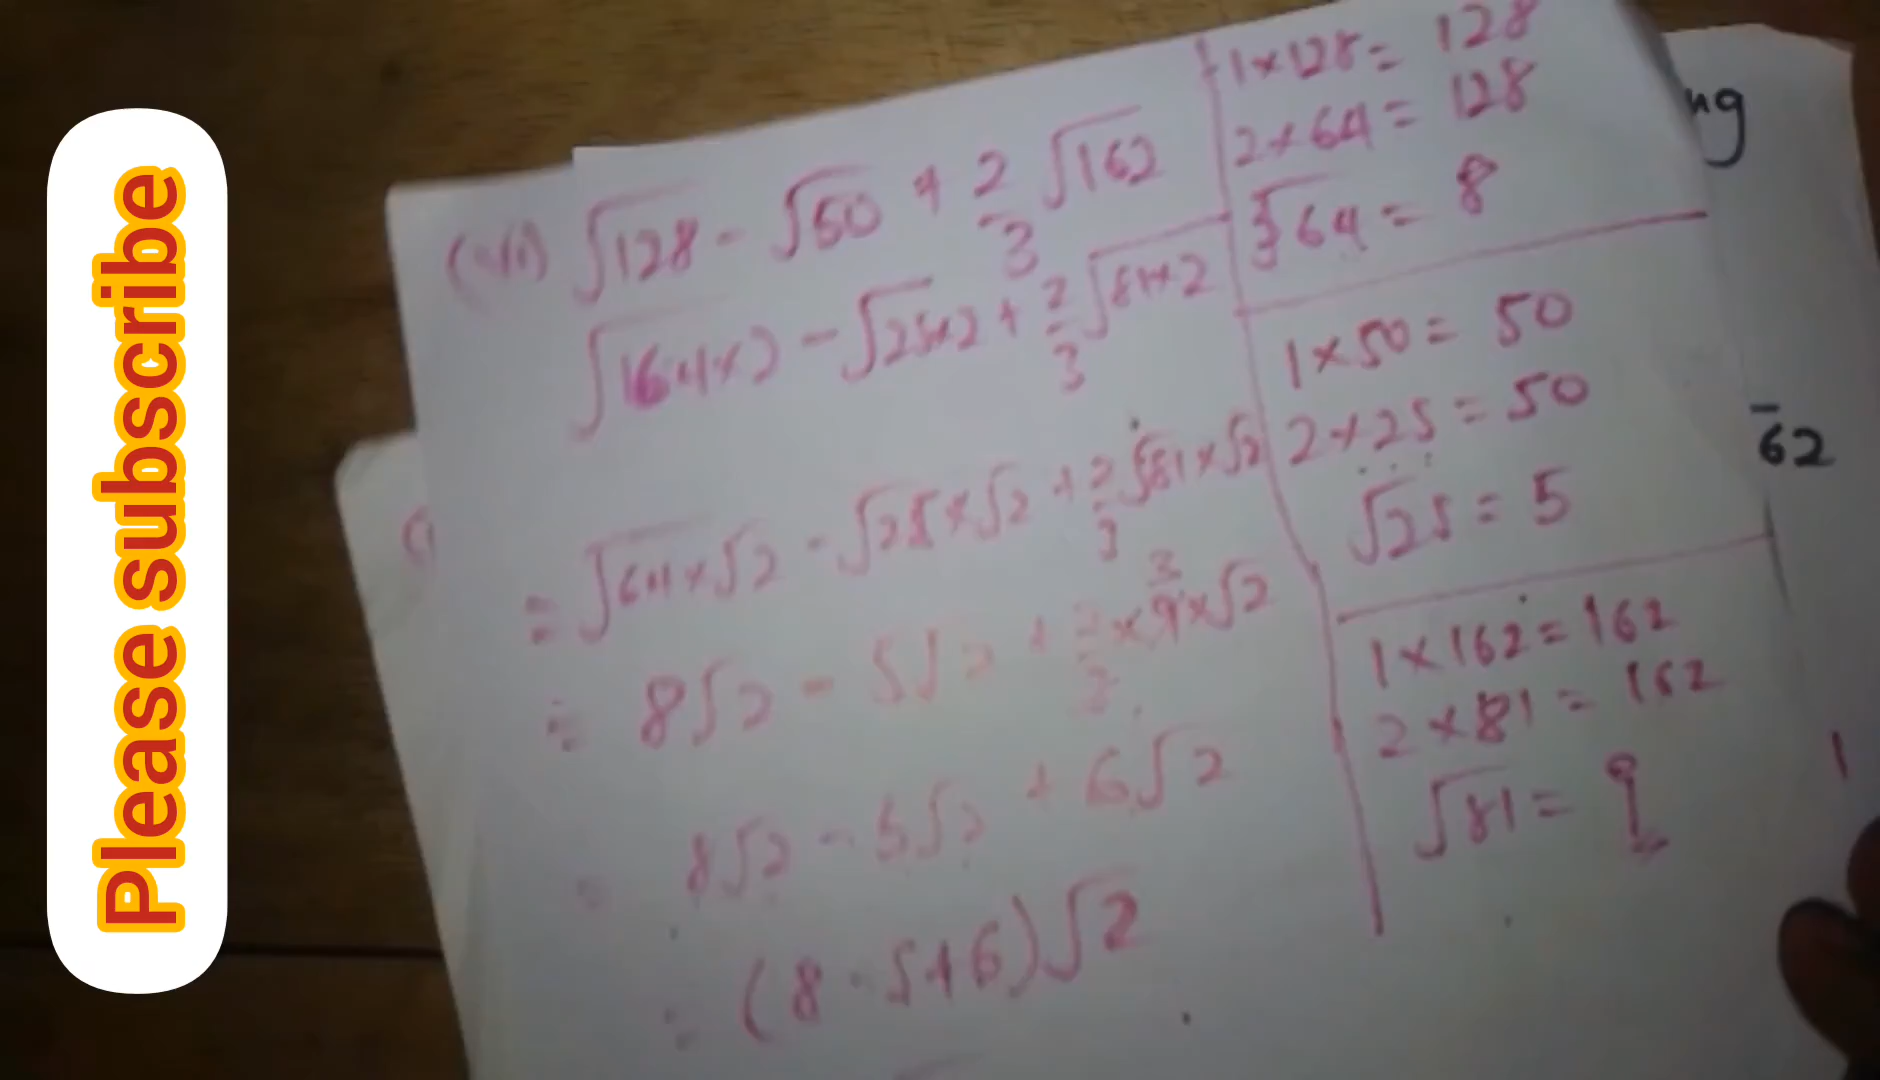 Please subscribe
√128 - √50 + 2/3 √162
√64×2 - √25×2 + 2/3 √81×2
= √64×√2 - √25×√2 + 2/3 √81×√2
= 8√2 - 5√2 + 2/3 × 9 3 ×√2
= 8√2 - 5√2 + 6√2
= (8 - 5+6)√2
1×128= 128
2×64= 128
√64= 8
1×50= 50
2×25= 50
√25= 5
1×162=162
2×81= 162
√81= 9
ng
62